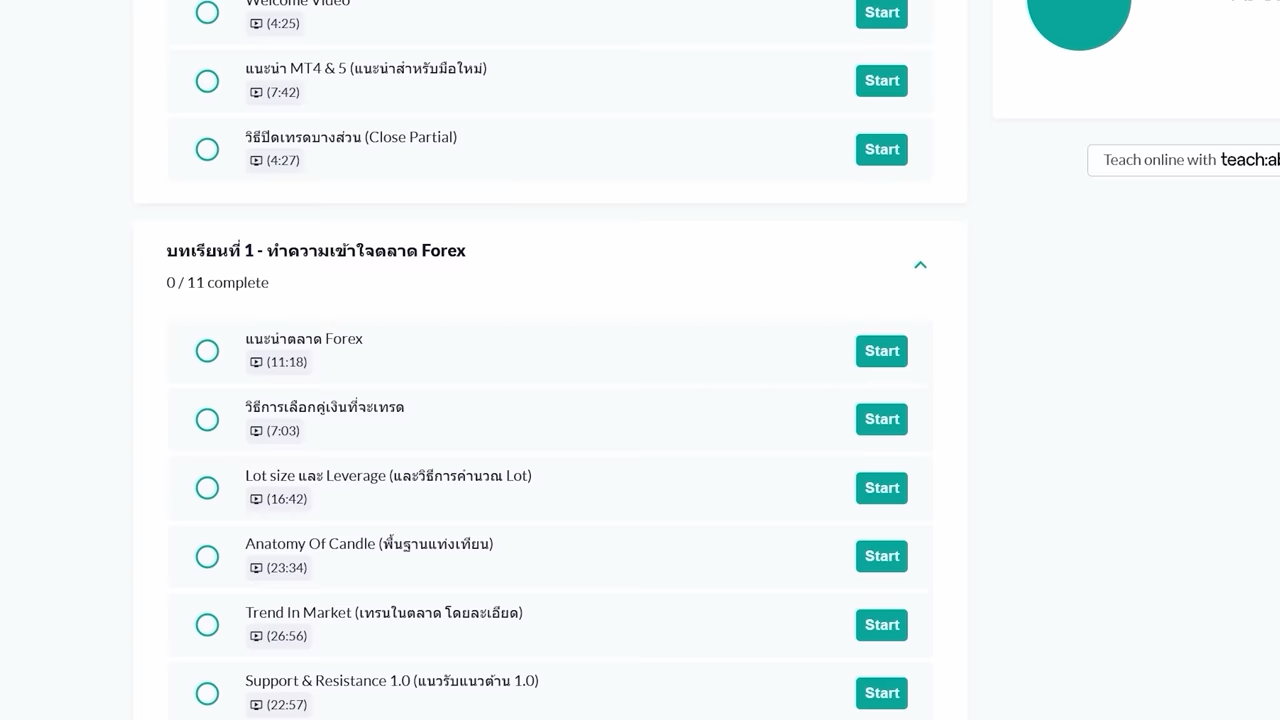 Welcome Video
(4:25)
Start
แนะนำ MT4 & 5 (แนะนำสำหรับมือใหม่)
(7:42)
Start
วิธีปิดเทรดบางส่วน (Close Partial)
(4:27)
Start
Teach online with
บทเรียนที่ 1 - ทำความเข้าใจตลาด Forex
0 / 11 complete
แนะนำตลาด Forex
(11:18)
Start
วิธีการเลือกคู่เงินที่จะเทรด
(7:03)
Start
Lot size และ Leverage (และวิธีการคำนวณ Lot)
(16:42)
Start
Anatomy Of Candle (พื้นฐานแท่งเทียน)
(23:34)
Start
Trend In Market (เทรนในตลาด โดยละเอียด)
(26:56)
Start
Support & Resistance 1.0 (แนวรับแนวต้าน 1.0)
(22:57)
Start